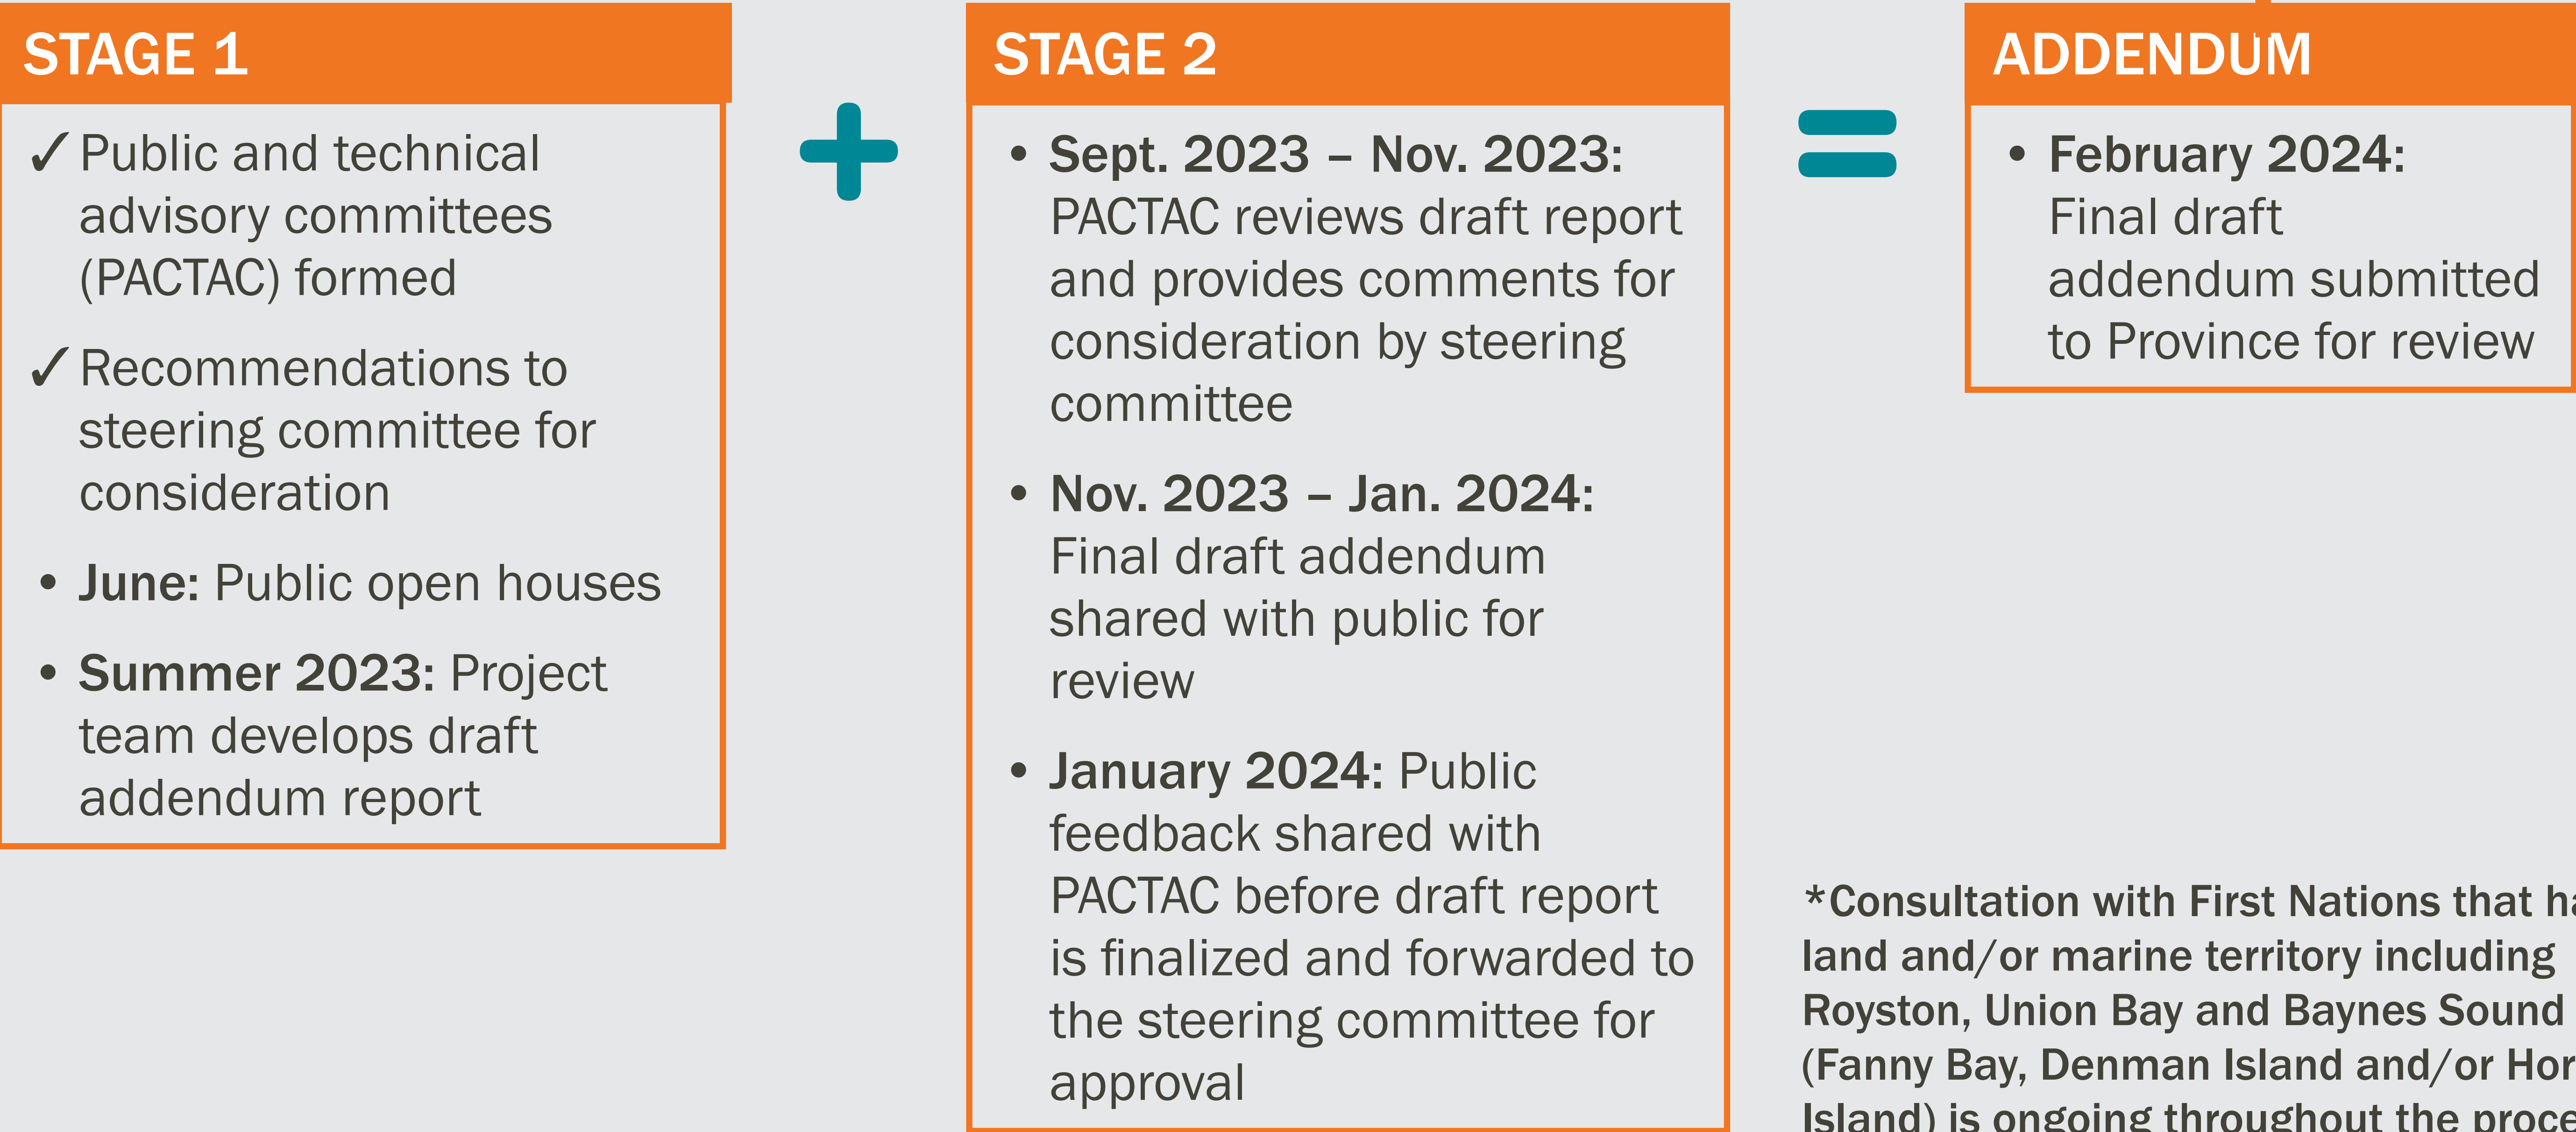 STAGE 1
✓ Public and technical
advisory committees
(PACTAC) formed
✓ Recommendations to
steering committee for
consideration
• June: Public open houses
• Summer 2023: Project
team develops draft
addendum report
+
STAGE 2
• Sept. 2023 – Nov. 2023:
PACTAC reviews draft report
and provides comments for
consideration by steering
committee
• Nov. 2023 – Jan. 2024:
Final draft addendum
shared with public for
review
• January 2024: Public
feedback shared with
PACTAC before draft report
is finalized and forwarded to
the steering committee for
approval
=
ADDENDUM
• February 2024:
Final draft
addendum submitted
to Province for review
*Consultation with First Nations that
land and/or marine territory including
Royston, Union Bay and Baynes Sound
(Fanny Bay, Denman Island and/or
Island) is ongoing throughout the